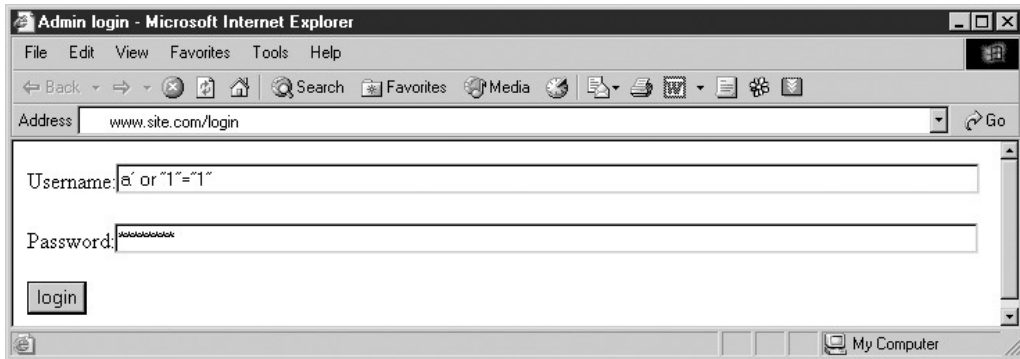 Admin login - Microsoft Internet Explorer
File Edit View Favorites Tools Help
Back Search Favorites Media
Address www.site.com/login Go
Username: a´ or ˝1˝=˝1˝
Password: *********
login
My Computer